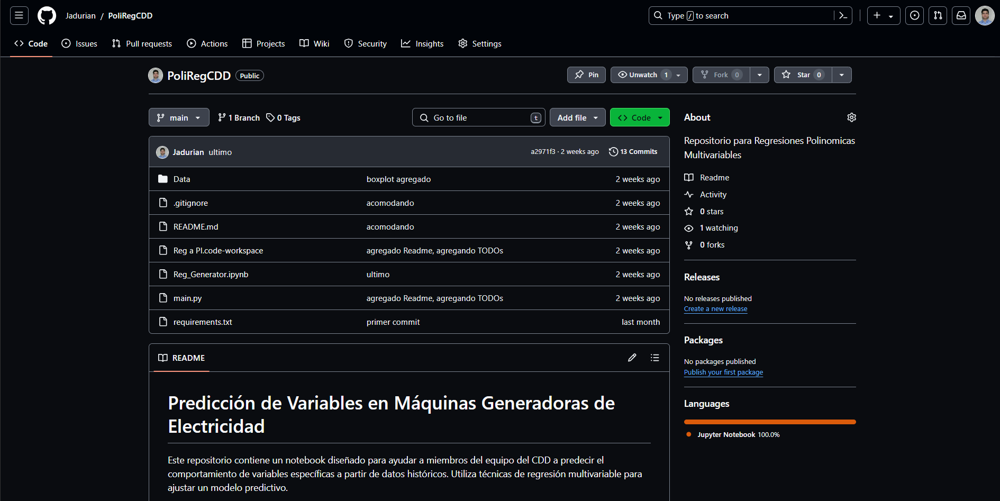 Jadurian / PoliRegCDD
Type / to search
Code Issues Pull requests Actions Projects Wiki Security Insights Settings
PoliRegCDD Public
Pin Unwatch 1 Fork 0 Star 0
main 1 Branch 0 Tags
Go to file t Add file Code
Jadurian ultimo a2971f3 · 2 weeks ago 13 Commits
Data boxplot agregado 2 weeks ago
.gitignore acomodando 2 weeks ago
README.md acomodando 2 weeks ago
Reg a PI.code-workspace agregado Readme, agregando TODOs 2 weeks ago
Reg_Generator.ipynb ultimo 2 weeks ago
main.py agregado Readme, agregando TODOs 2 weeks ago
requirements.txt primer commit last month
README
Predicción de Variables en Máquinas Generadoras de
Electricidad
Este repositorio contiene un notebook diseñado para ayudar a miembros del equipo del CDD a predecir el
comportamiento de variables específicas a partir de datos históricos. Utiliza técnicas de regresión multivariable para
ajustar un modelo predictivo.
About
Repositorio para Regresiones Polinomicas
Multivariables
Readme
Activity
0 stars
1 watching
0 forks
Releases
No releases published
Create a new release
Packages
No packages published
Publish your first package
Languages
Jupyter Notebook 100.0%